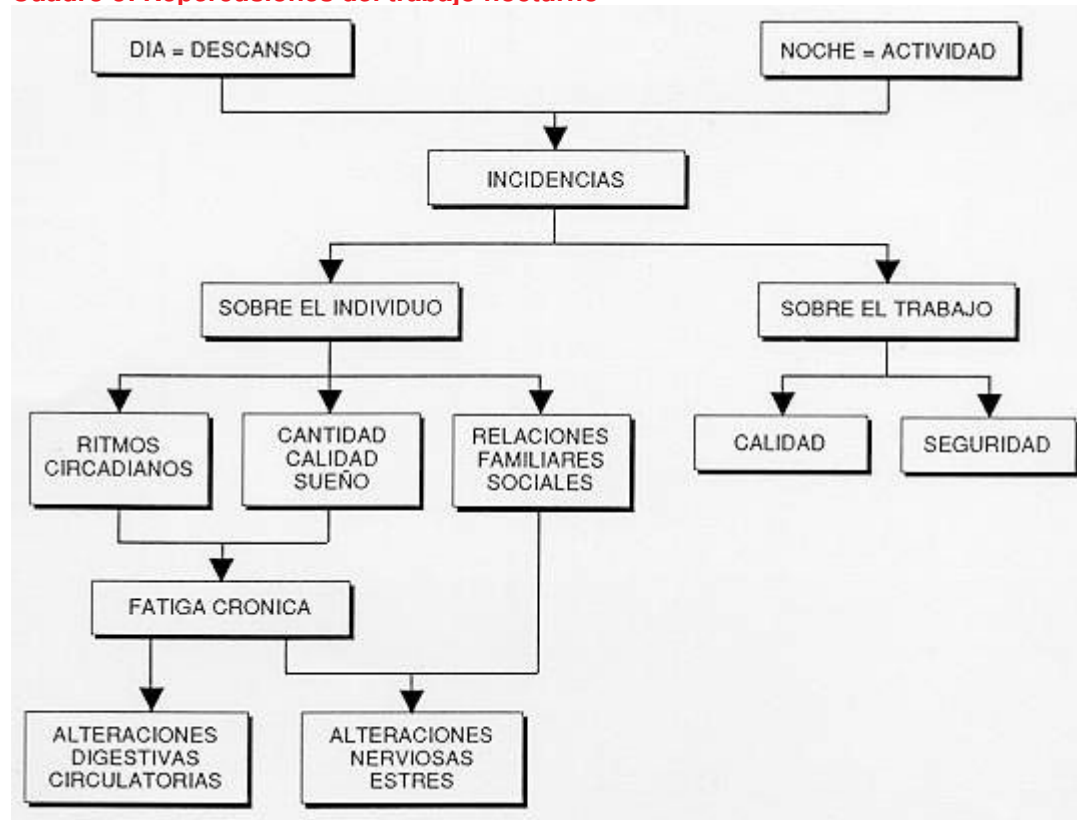 DIA = DESCANSO
NOCHE = ACTIVIDAD
INCIDENCIAS
SOBRE EL INDIVIDUO
SOBRE EL TRABAJO
RITMOS
CIRCADIANOS
CANTIDAD
CALIDAD
SUEÑO
RELACIONES
FAMILIARES
SOCIALES
CALIDAD
SEGURIDAD
FATIGA CRONICA
ALTERACIONES
DIGESTIVAS
CIRCULATORIAS
ALTERACIONES
NERVIOSAS
ESTRES